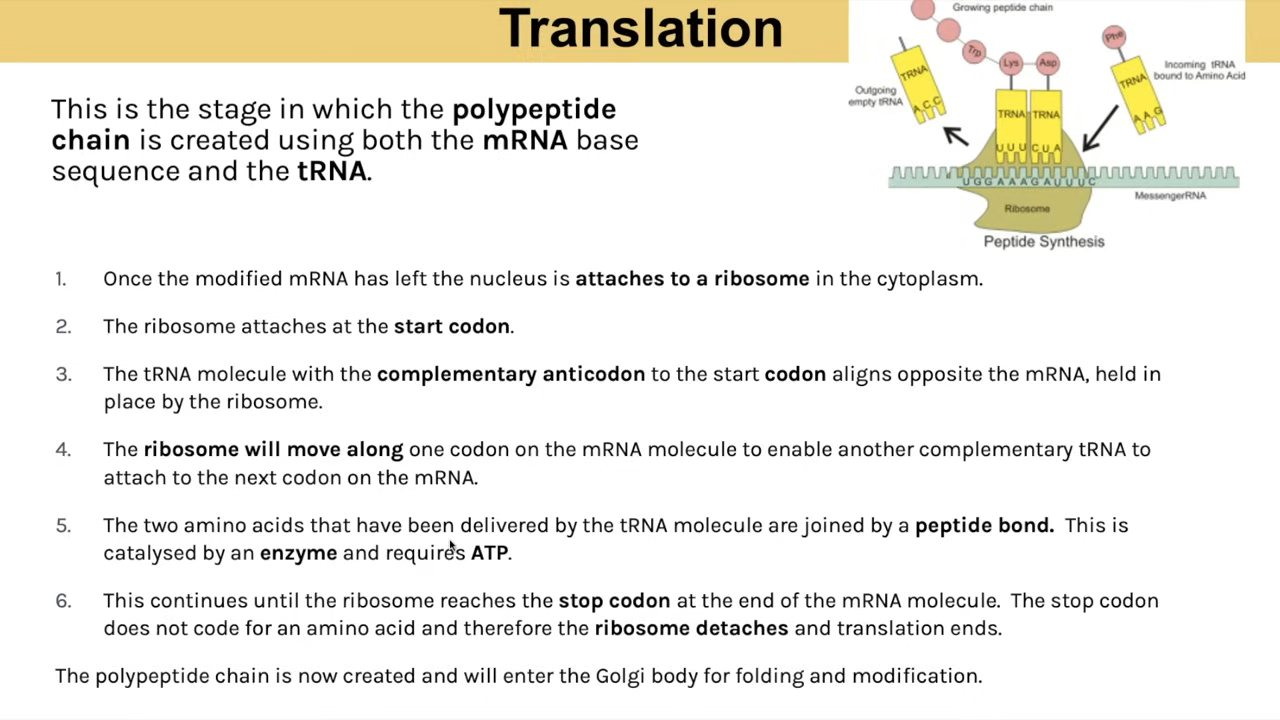 Translation
Growing peptide chain
Trp
Lys
Asp
Phe
TRNA
Incoming tRNA
bound to Amino Acid
Outgoing
empty tRNA
TRNA
A C C
TRNA
TRNA
A A G
U U U C U A
U G G A A A G A U U U C
MessengerRNA
Ribosome
Peptide Synthesis
This is the stage in which the polypeptide
chain is created using both the mRNA base
sequence and the tRNA.
1. Once the modified mRNA has left the nucleus is attaches to a ribosome in the cytoplasm.
2. The ribosome attaches at the start codon.
3. The tRNA molecule with the complementary anticodon to the start codon aligns opposite the mRNA, held in
place by the ribosome.
4. The ribosome will move along one codon on the mRNA molecule to enable another complementary tRNA to
attach to the next codon on the mRNA.
5. The two amino acids that have been delivered by the tRNA molecule are joined by a peptide bond. This is
catalysed by an enzyme and requires ATP.
6. This continues until the ribosome reaches the stop codon at the end of the mRNA molecule. The stop codon
does not code for an amino acid and therefore the ribosome detaches and translation ends.
The polypeptide chain is now created and will enter the Golgi body for folding and modification.